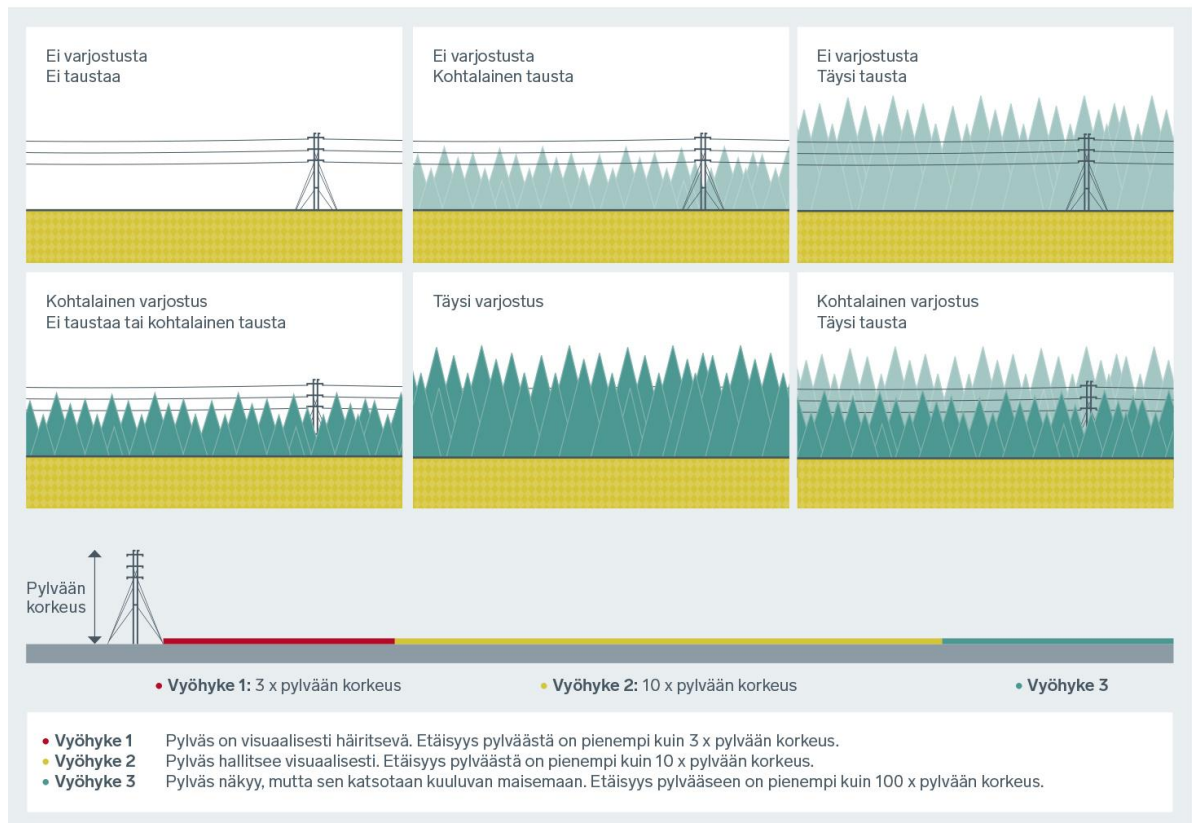 Ei varjostusta
Ei taustaa
Ei varjostusta
Kohtalainen tausta
Ei varjostusta
Täysi tausta
Kohtalainen varjostus
Ei taustaa tai kohtalainen tausta
Täysi varjostus
Kohtalainen varjostus
Täysi tausta
Pylvään
korkeus
• Vyöhyke 1: 3 x pylvään korkeus
• Vyöhyke 2: 10 x pylvään korkeus
• Vyöhyke 3
• Vyöhyke 1 Pylväs on visuaalisesti häiritsevä. Etäisyys pylväästä on pienempi kuin 3 x pylvään korkeus.
• Vyöhyke 2 Pylväs hallitsee visuaalisesti. Etäisyys pylväästä on pienempi kuin 10 x pylvään korkeus.
• Vyöhyke 3 Pylväs näkyy, mutta sen katsotaan kuuluvan maisemaan. Etäisyys pylvääseen on pienempi kuin 100 x pylvään korkeus.